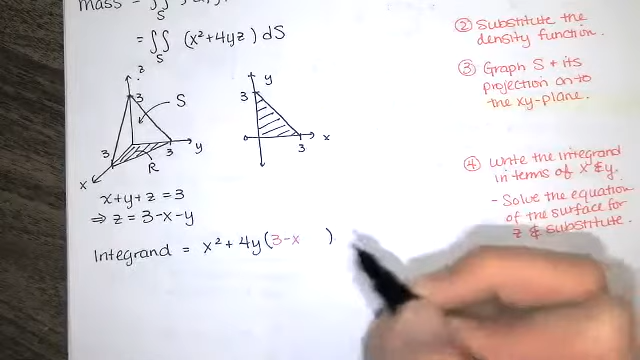 Mass = ∫∫
S
= ∫∫ (x²+4yz) dS
S
② Substitute the
density function.
③ Graph S & its
projection onto
the xy-plane.
z
3
S
3
3
y
x
R
y
3
3
x
x+y+z = 3
⇒ z = 3-x-y
④ Write the integrand
in terms of x & y.
- Solve the equation
of the surface for
z & substitute.
Integrand = x² + 4y(3-x )